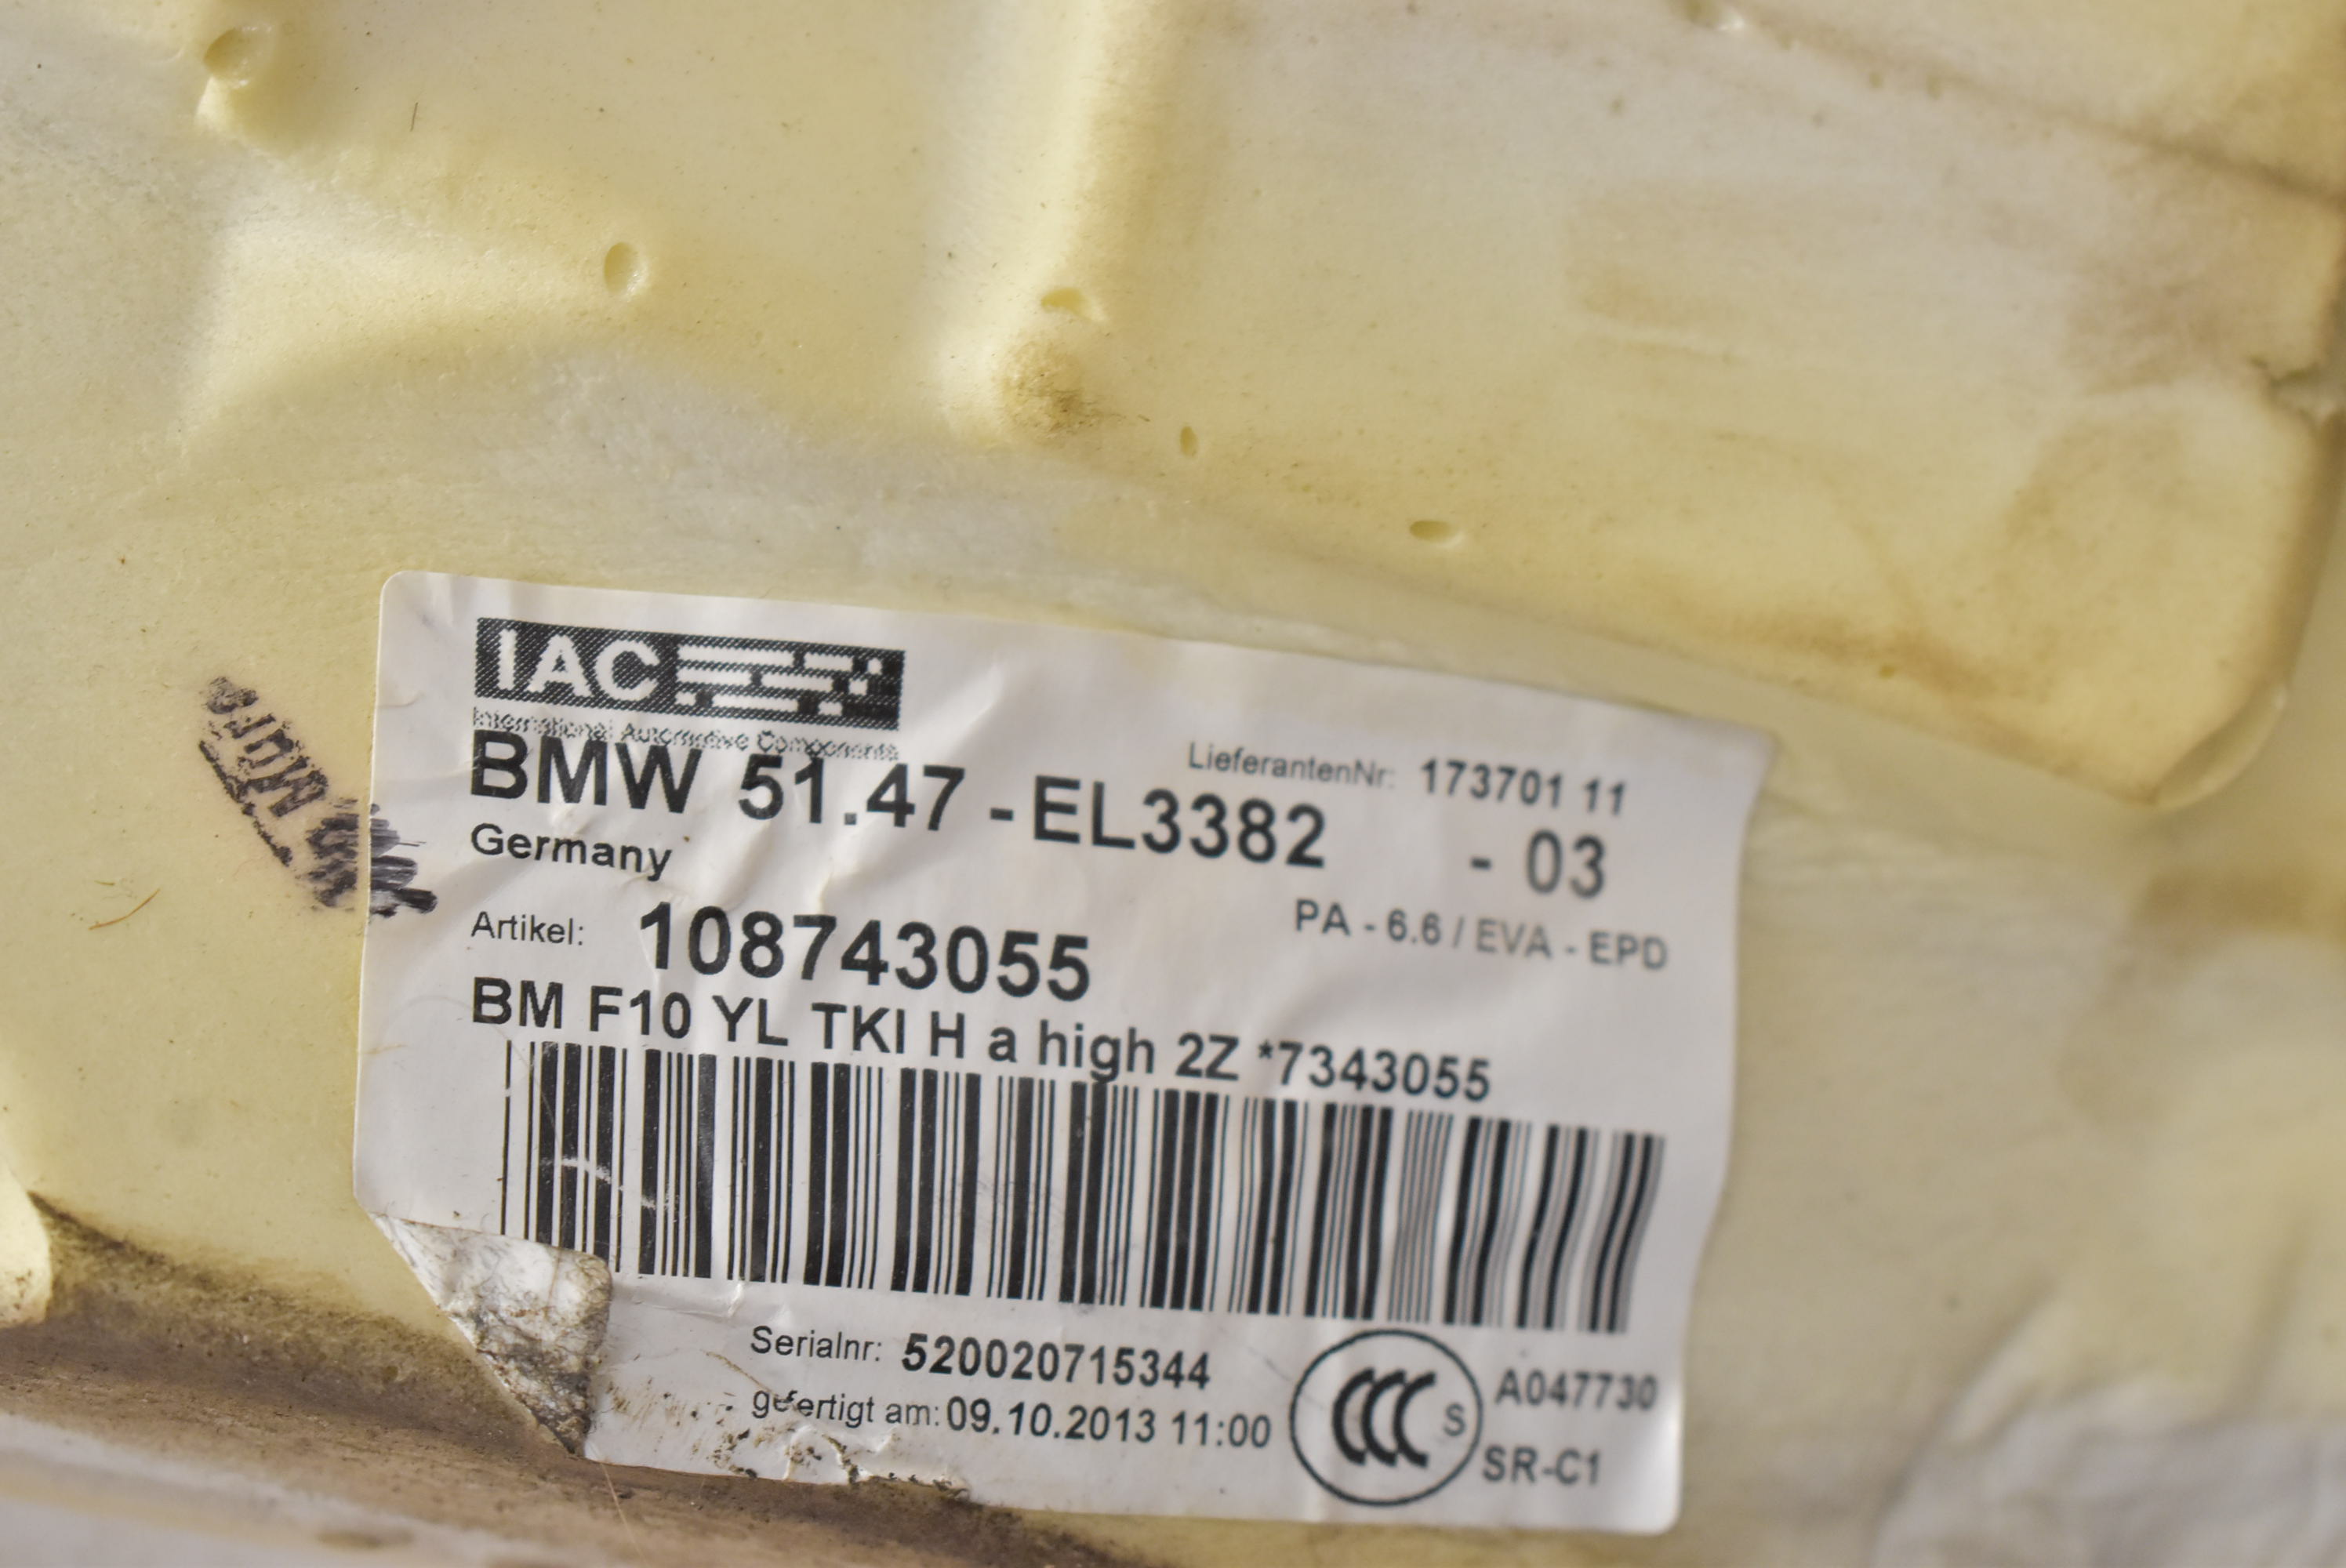 IAC
International Automotive Components
LieferantenNr: 173701 11
BMW 51.47 - EL3382 - 03
Germany
PA - 6.6 / EVA - EPD
Artikel: 108743055
BM F10 YL TKI H a high 2Z *7343055
Serialnr: 520020715344
gefertigt am: 09.10.2013 11:00
CCC S
A047730
SR-C1